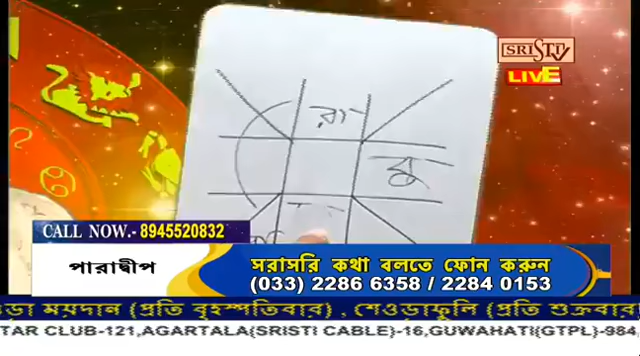 SRISTI TV
LIVE
রা
বু
CALL NOW.- 8945520832
পারাদ্বীপ
সরাসরি কথা বলতে ফোন করুন
(033) 2286 6358 / 2284 0153
ময়দান (প্রতি বৃহস্পতিবার) , শেওড়াফুলি (প্রতি শুক্রবার
TAR CLUB-121,AGARTALA{SRISTI CABLE}-16,GUWAHATI{GTPL}-984,